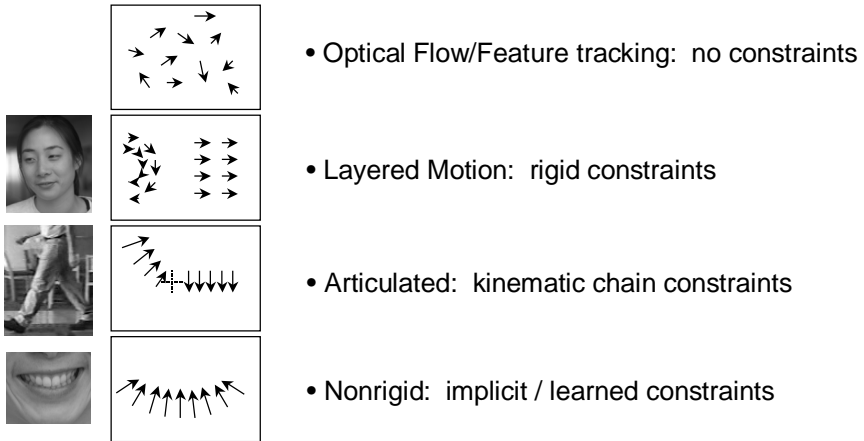 • Optical Flow/Feature tracking: no constraints
• Layered Motion: rigid constraints
• Articulated: kinematic chain constraints
• Nonrigid: implicit / learned constraints